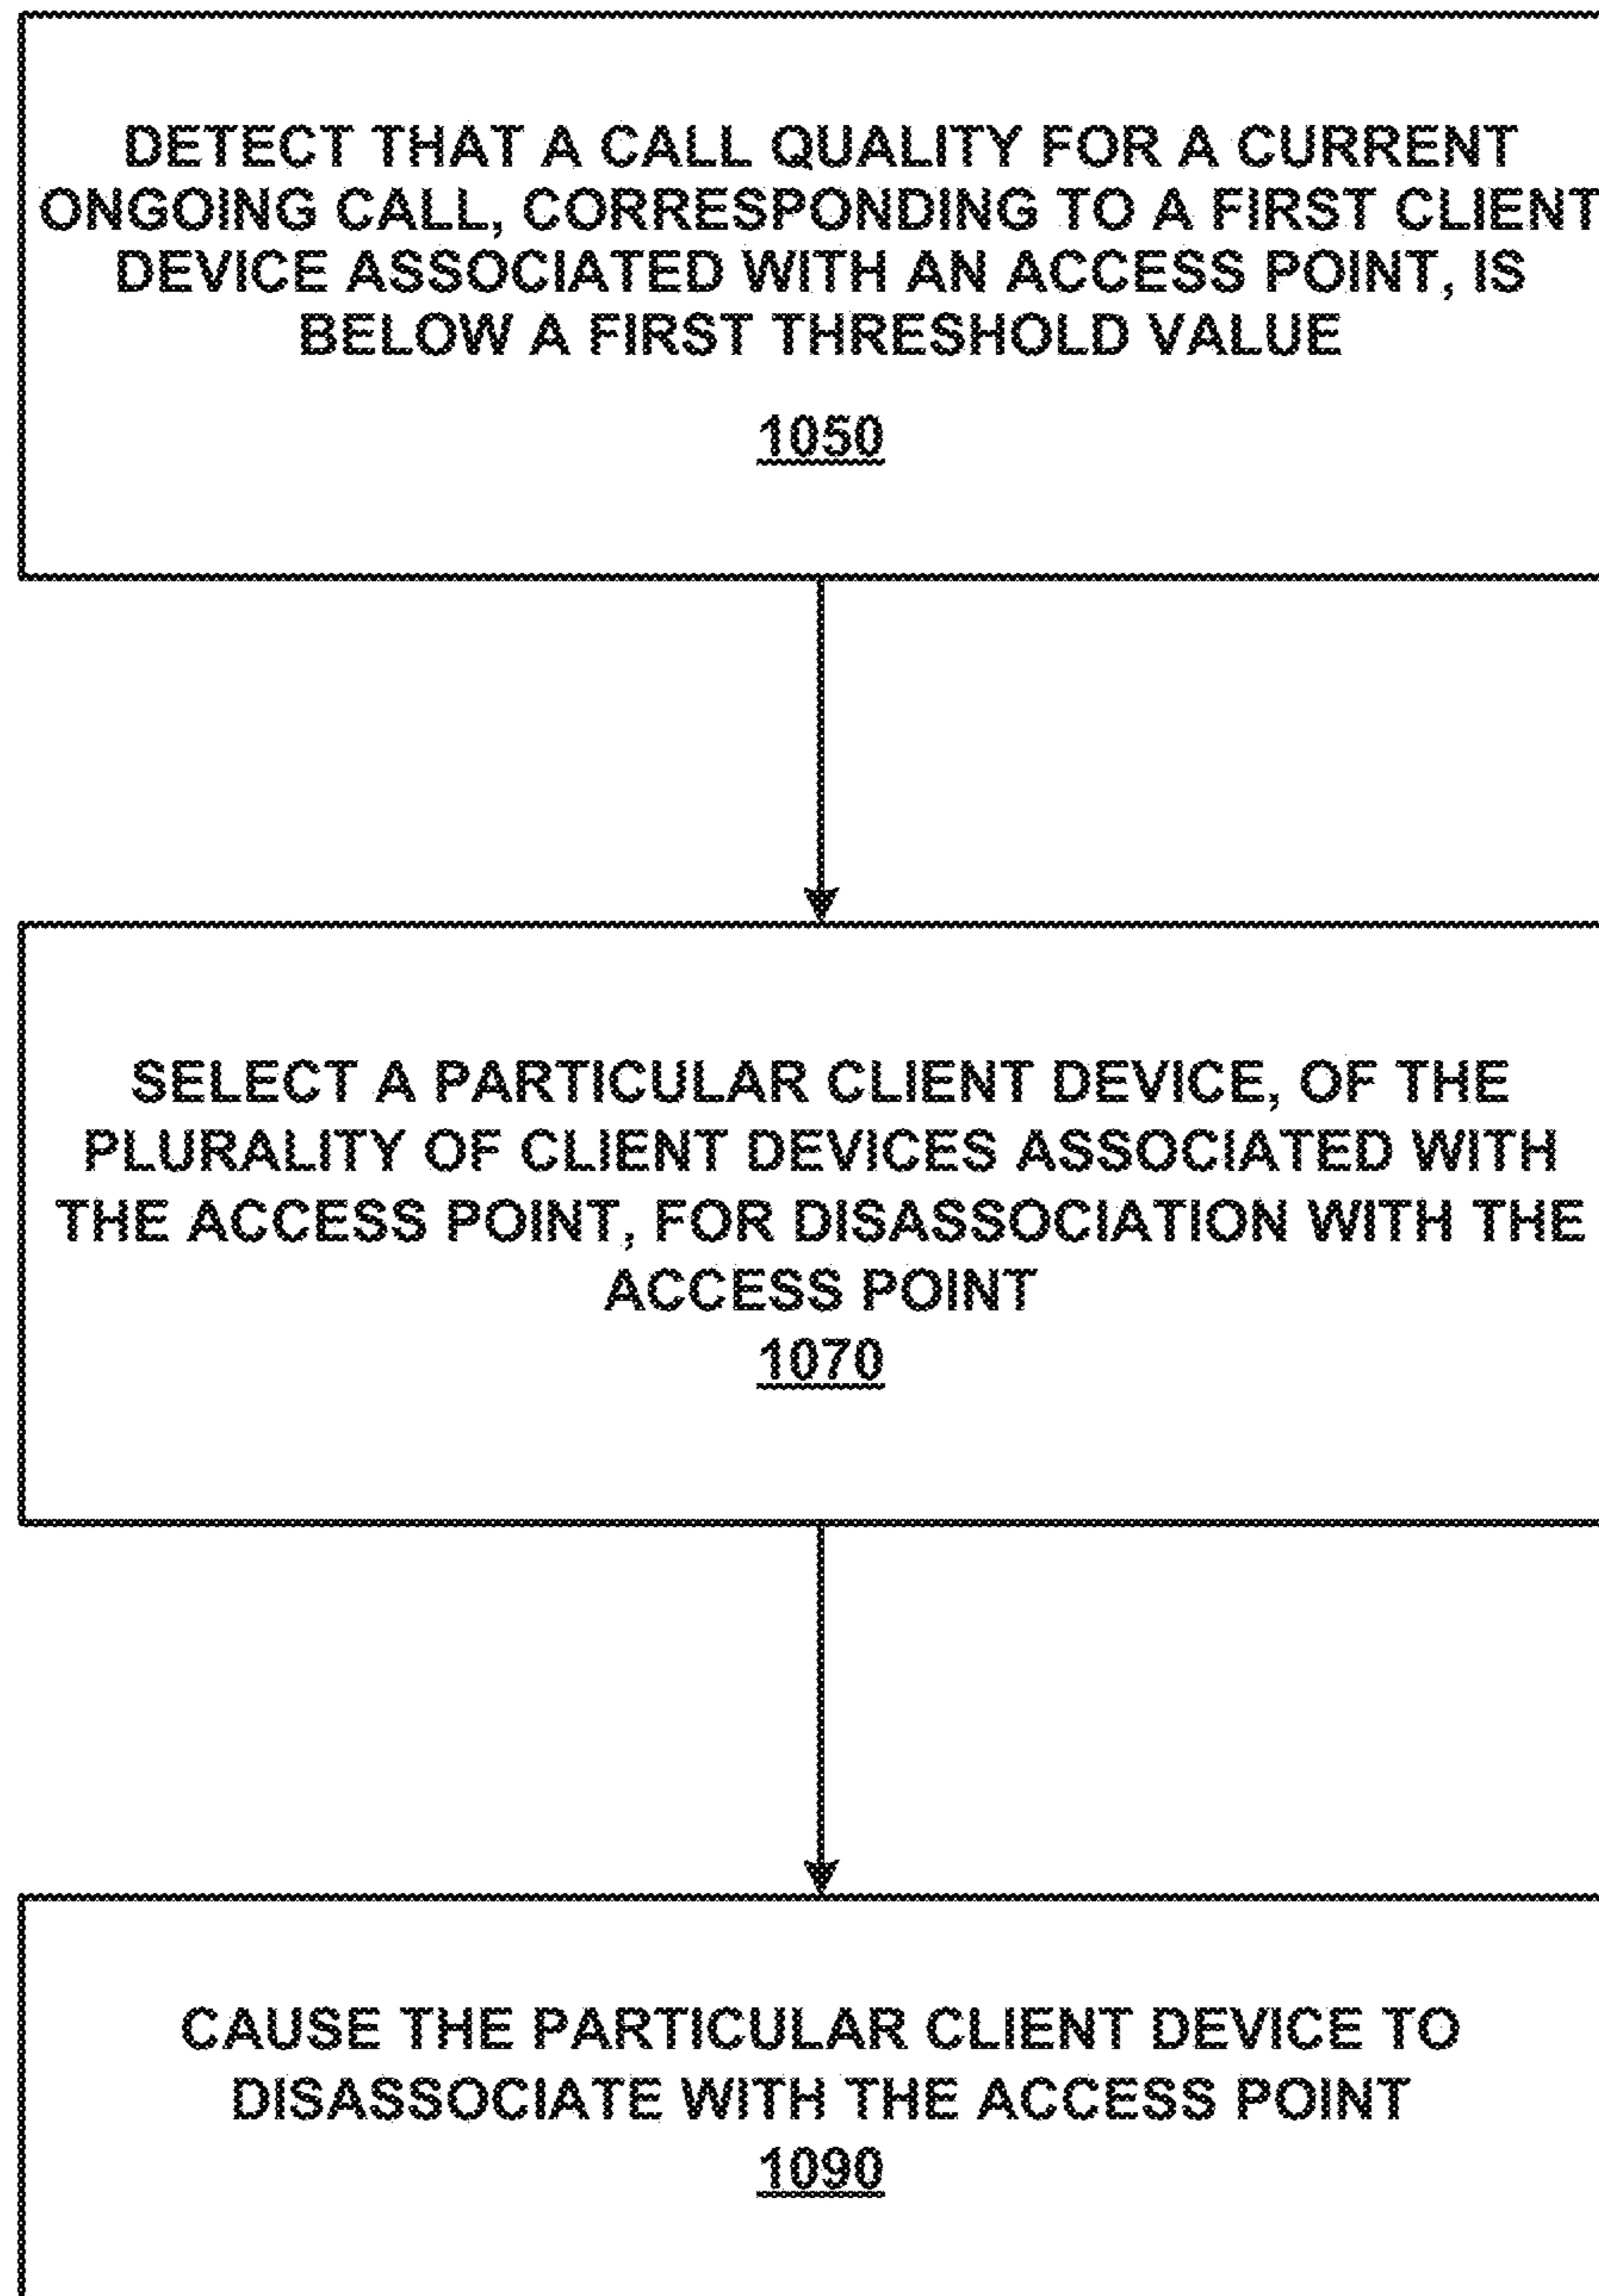 DETECT THAT A CALL QUALITY FOR A CURRENT
ONGOING CALL, CORRESPONDING TO A FIRST CLIENT
DEVICE ASSOCIATED WITH AN ACCESS POINT, IS
BELOW A FIRST THRESHOLD VALUE
1050
SELECT A PARTICULAR CLIENT DEVICE, OF THE
PLURALITY OF CLIENT DEVICES ASSOCIATED WITH
THE ACCESS POINT, FOR DISASSOCIATION WITH THE
ACCESS POINT
1070
CAUSE THE PARTICULAR CLIENT DEVICE TO
DISASSOCIATE WITH THE ACCESS POINT
1090